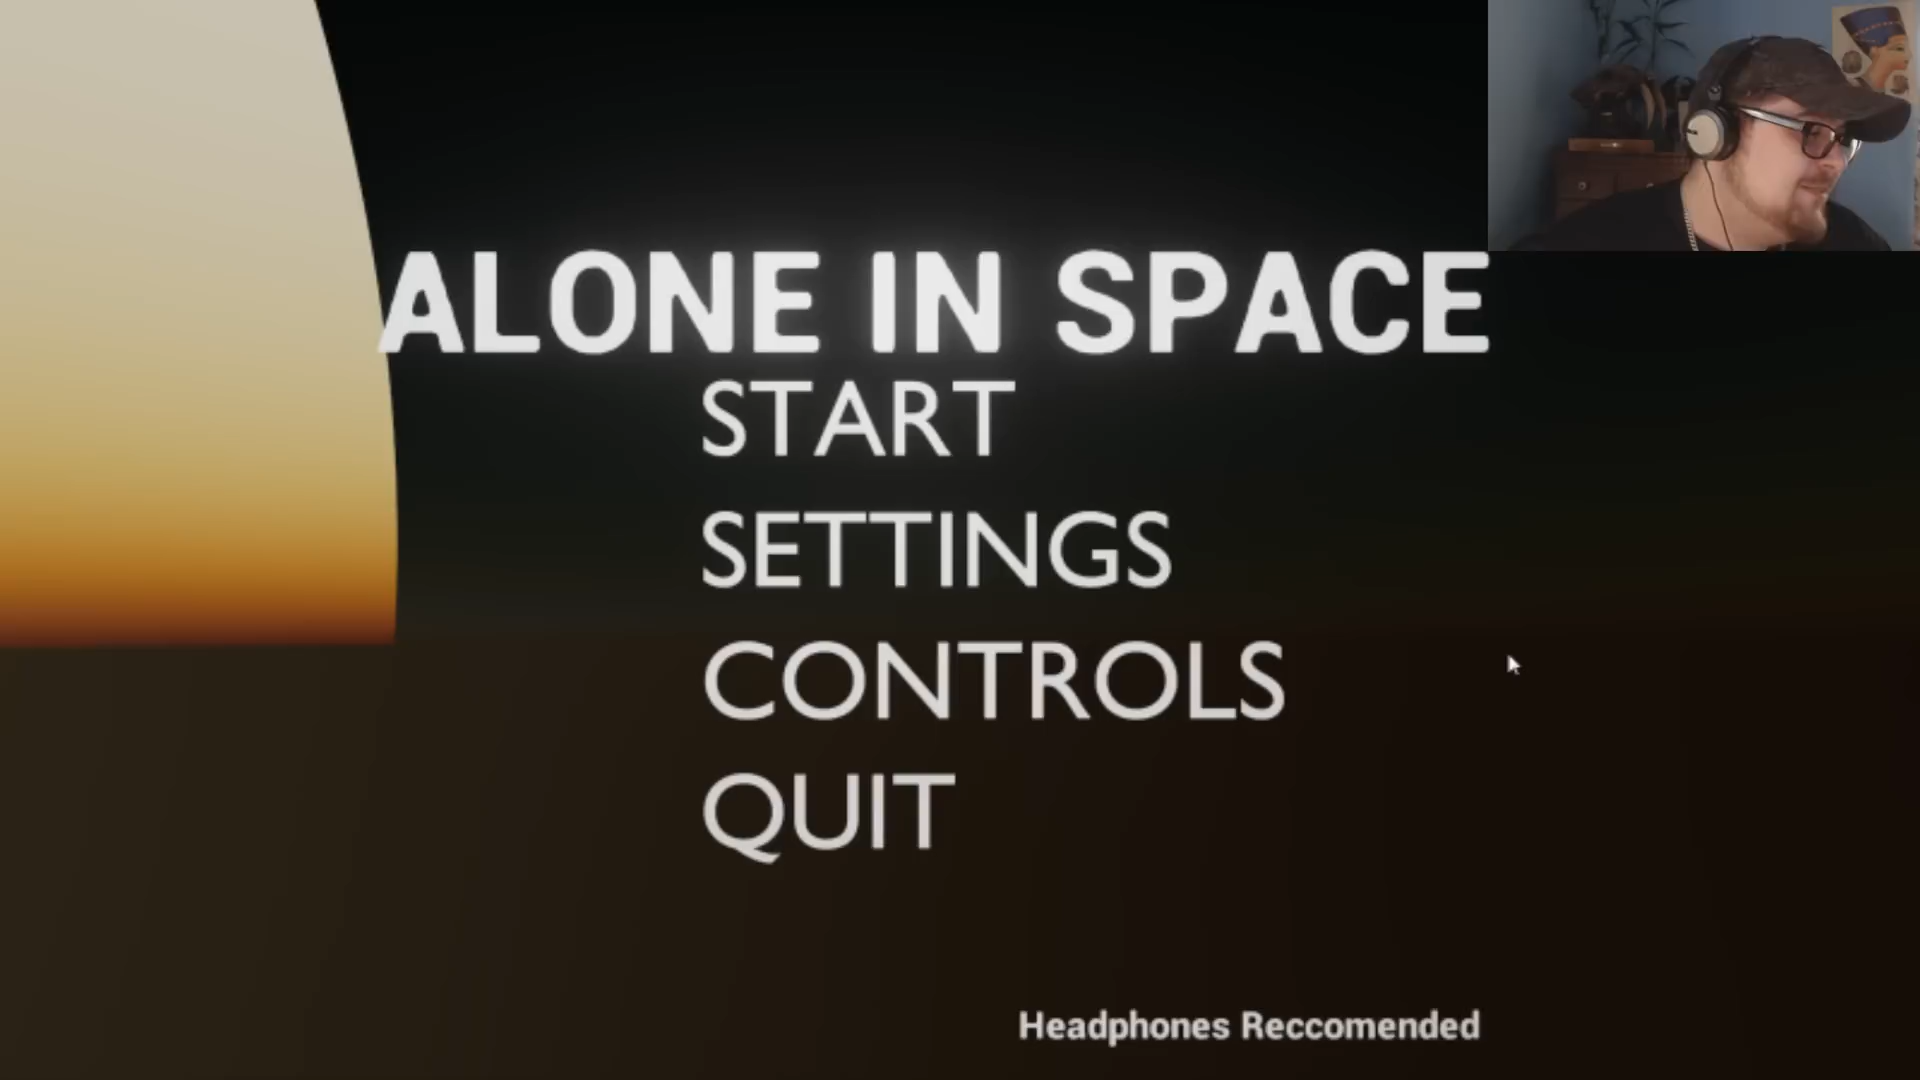 ALONE IN SPACE
START
SETTINGS
CONTROLS
QUIT
Headphones Reccomended